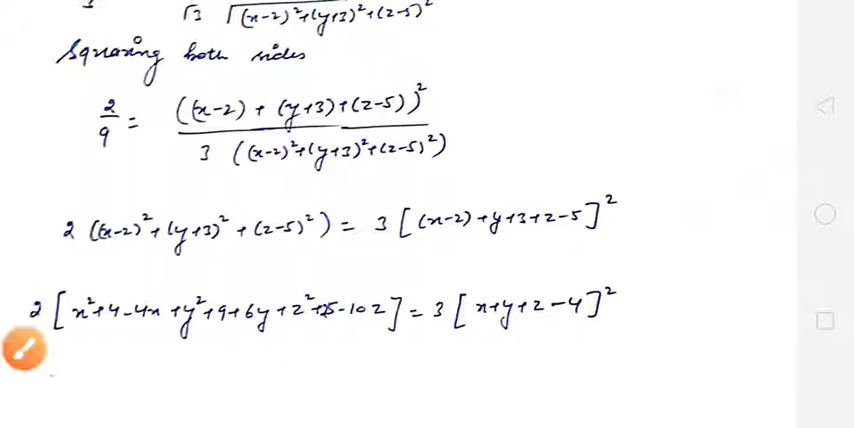 √3 √(x-2)²+(y+3)²+(z-5)²
Squaring both sides
2/9 = ((x-2) + (y+3)+(z-5))² / 3 ((x-2)²+(y+3)²+(z-5)²)
2 ((x-2)²+(y+3)²+(z-5)²) = 3 [(x-2)+y+3+z-5]²
2 [x²+4-4x+y²+9+6y+z²+25-10z] = 3 [x+y+z-4]²